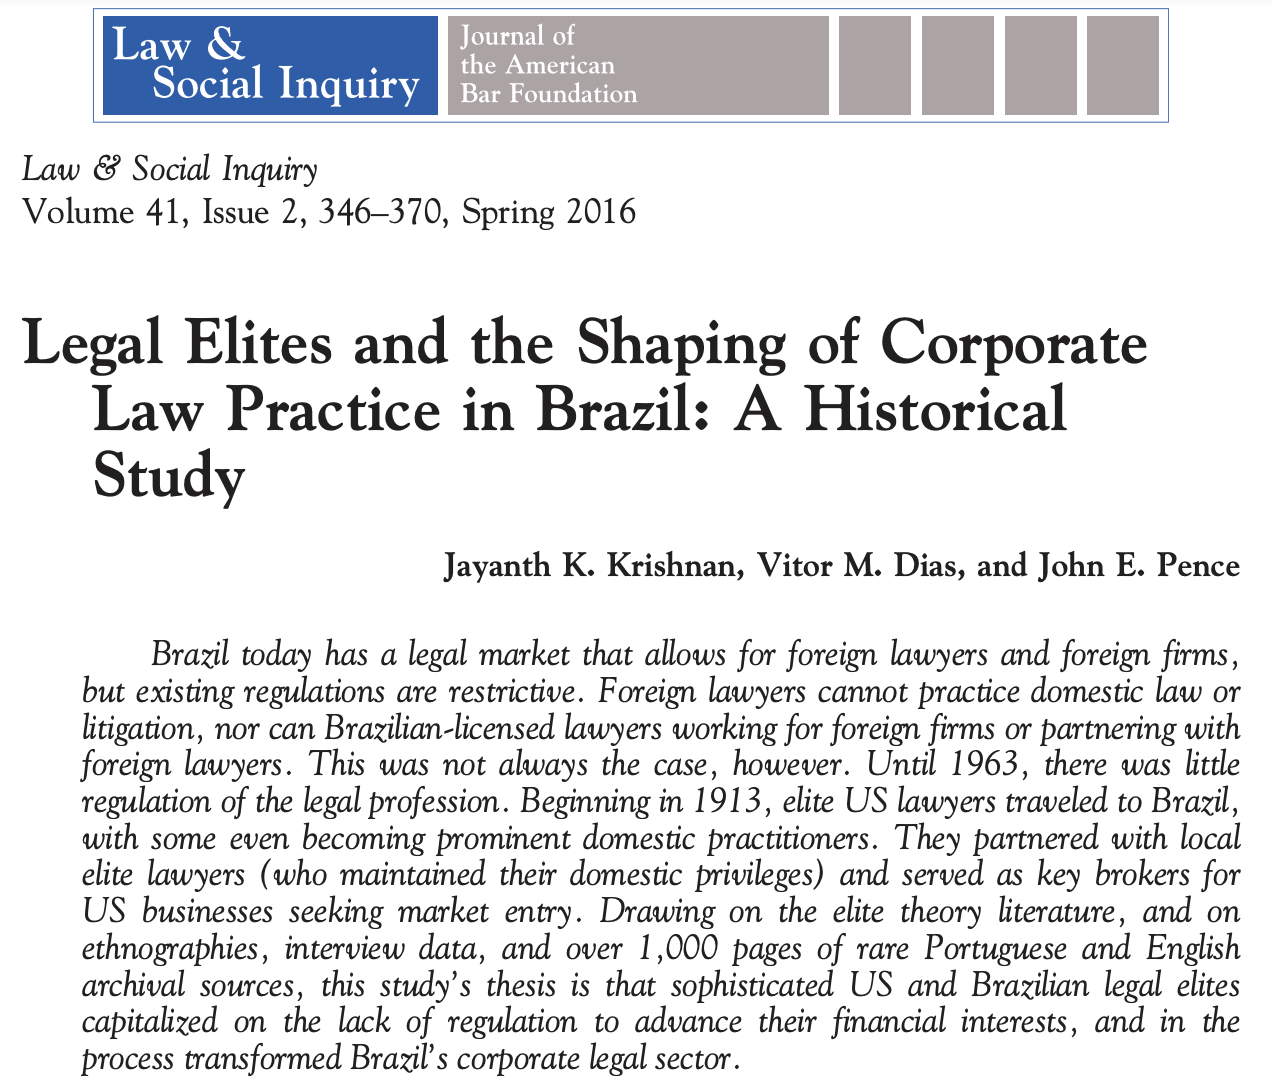 Law &
Social Inquiry
Journal of
the American
Bar Foundation
Law & Social Inquiry
Volume 41, Issue 2, 346–370, Spring 2016
Legal Elites and the Shaping of Corporate
Law Practice in Brazil: A Historical
Study
Jayanth K. Krishnan, Vitor M. Dias, and John E. Pence
Brazil today has a legal market that allows for foreign lawyers and foreign firms,
but existing regulations are restrictive. Foreign lawyers cannot practice domestic law or
litigation, nor can Brazilian-licensed lawyers working for foreign firms or partnering with
foreign lawyers. This was not always the case, however. Until 1963, there was little
regulation of the legal profession. Beginning in 1913, elite US lawyers traveled to Brazil,
with some even becoming prominent domestic practitioners. They partnered with local
elite lawyers (who maintained their domestic privileges) and served as key brokers for
US businesses seeking market entry. Drawing on the elite theory literature, and on
ethnographies, interview data, and over 1,000 pages of rare Portuguese and English
archival sources, this study's thesis is that sophisticated US and Brazilian legal elites
capitalized on the lack of regulation to advance their financial interests, and in the
process transformed Brazil's corporate legal sector.